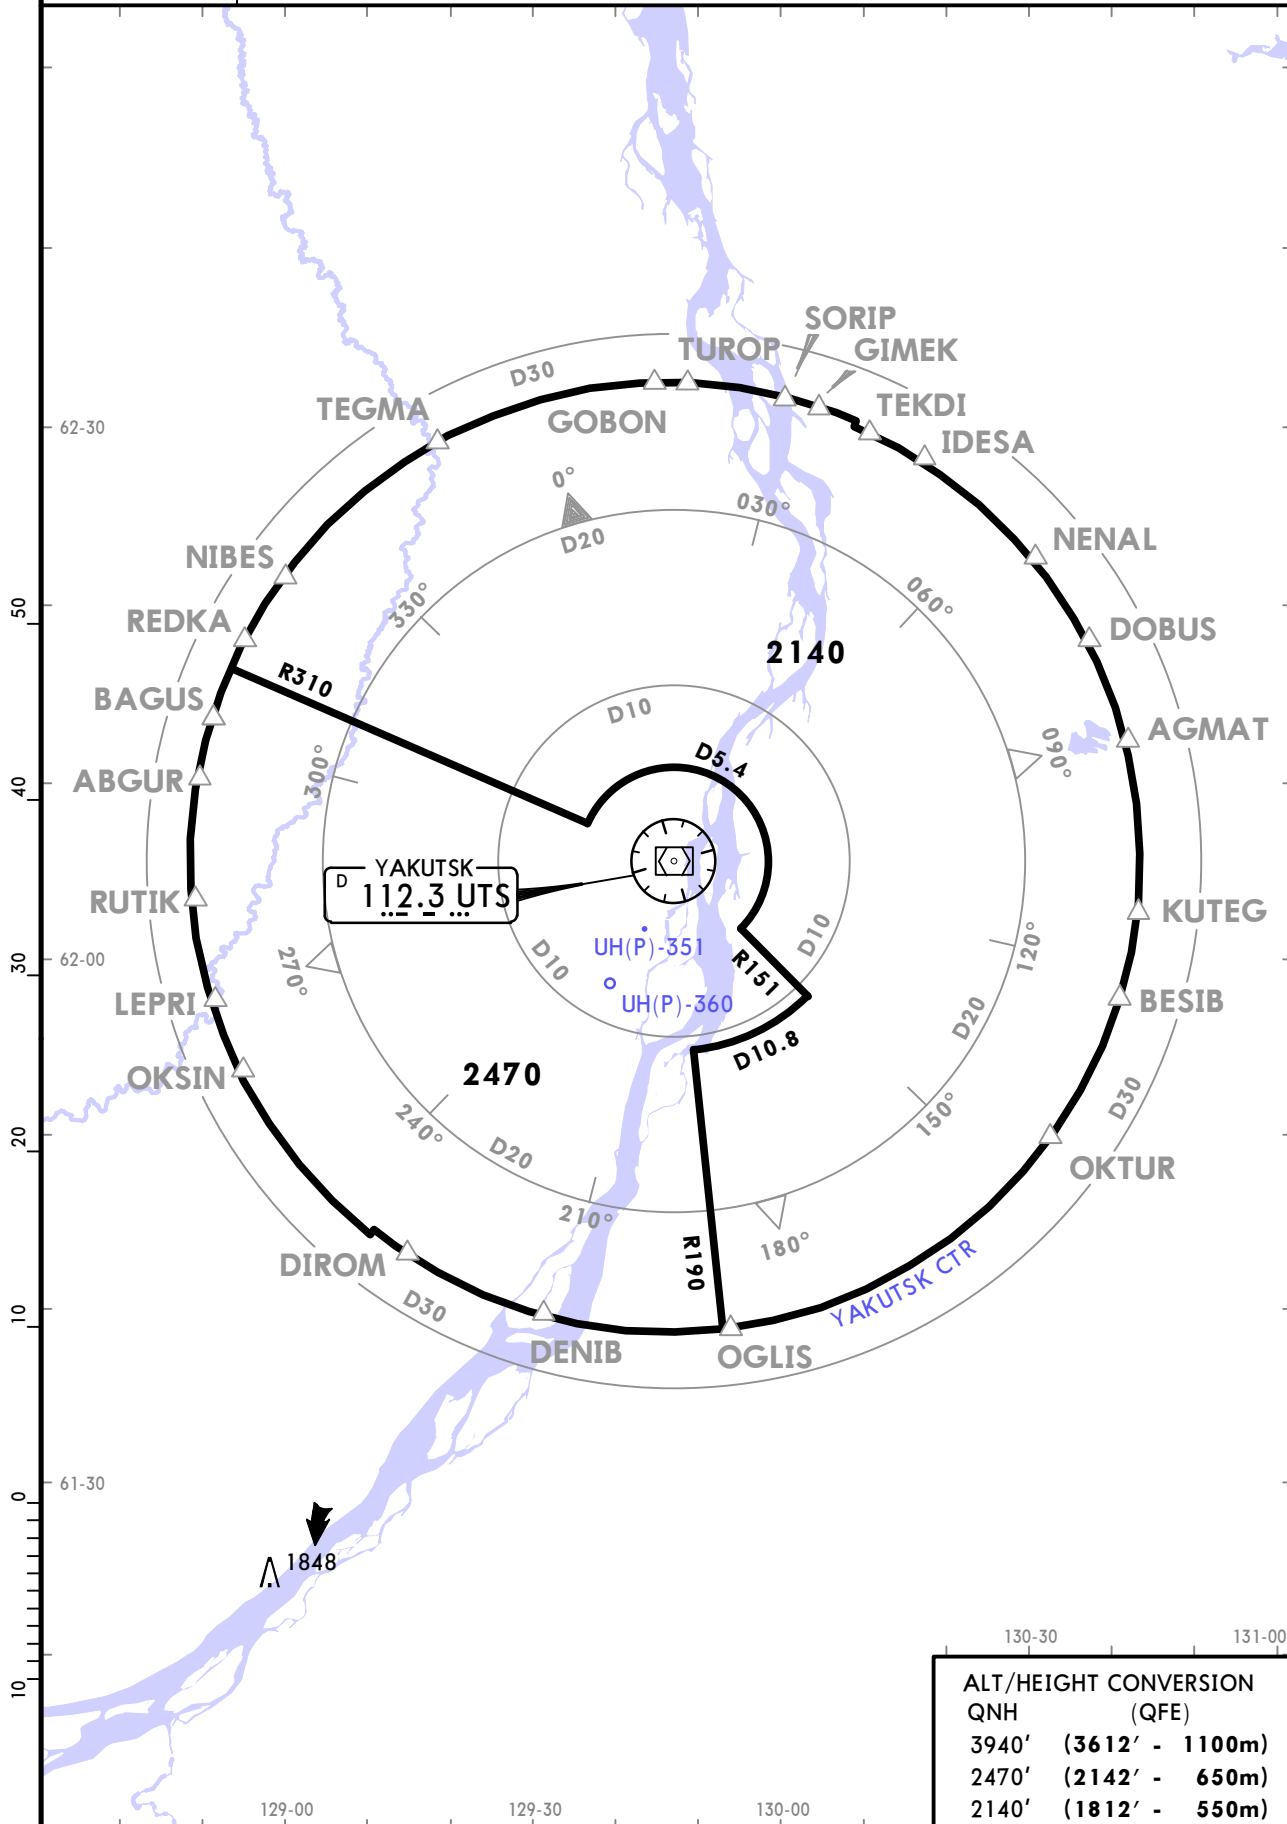 SORIP
TUROP
GIMEK
D30
TEGMA
TEKDI
GOBON
62-30
IDESA
0°
030°
D20
NENAL
NIBES
330°
060°
50
REDKA
DOBUS
2140
R310
BAGUS
D10
AGMAT
090°
D5.4
300°
ABGUR
40
YAKUTSK
D 112.3 UTS
RUTIK
KUTEG
D10
UH(P)-351
120°
62-00
270°
D10
R151
30
LEPRI
UH(P)-360
BESIB
D20
D10.8
2470
OKSIN
D30
240°
150°
20
D20
OKTUR
210°
180°
R190
DIROM
YAKUTSK CTR
D30
10
DENIB
OGLIS
61-30
0
1848
130-30
131-00
10
ALT/HEIGHT CONVERSION
QNH (QFE)
3940' (3612' - 1100m)
2470' (2142' - 650m)
2140' (1812' - 550m)
129-00
129-30
130-00